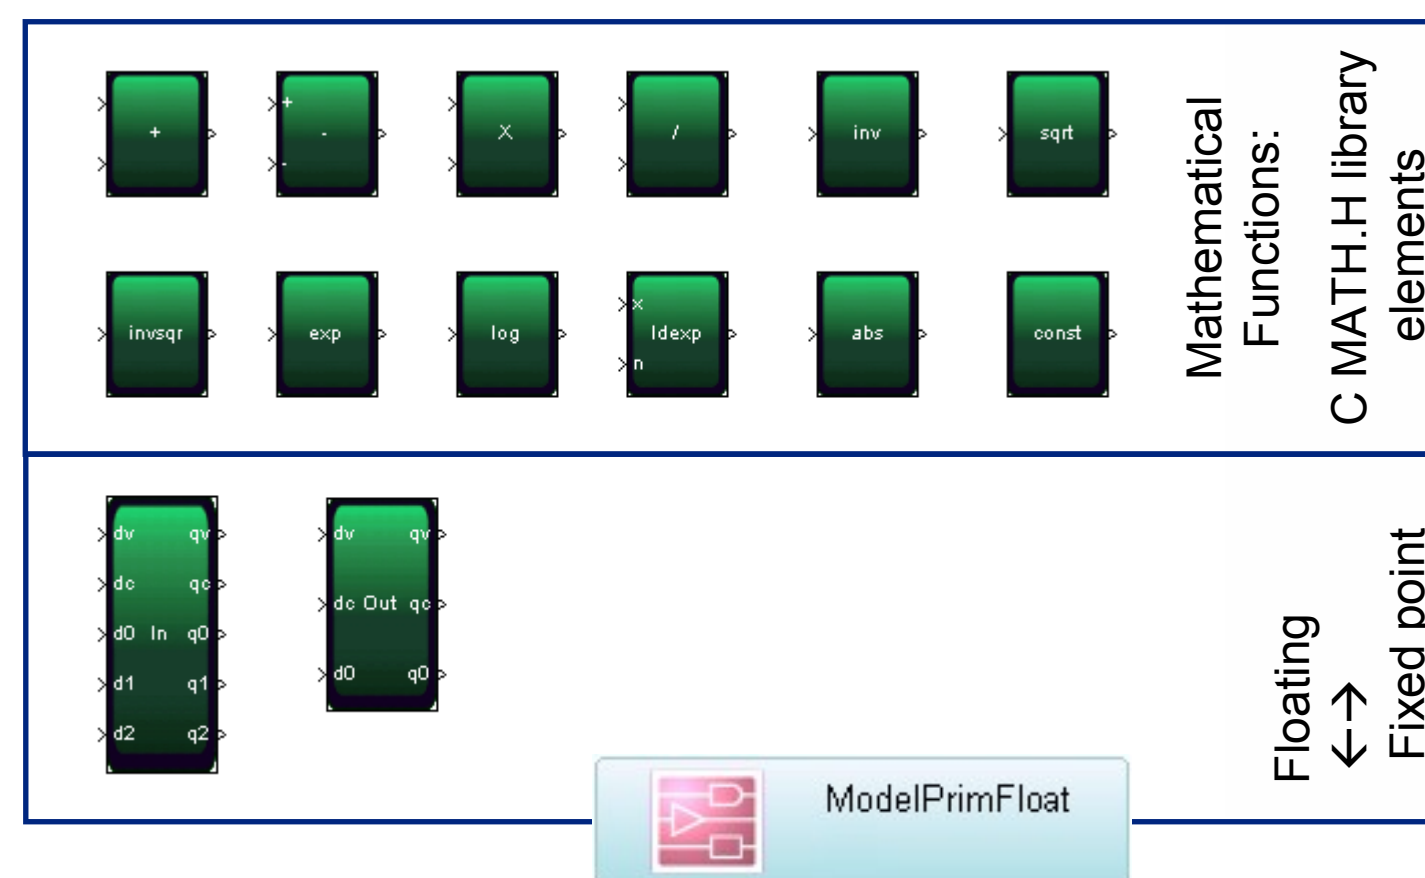 +
+
-
-
X
/
inv
sqrt
invsqr
exp
log
x
ldexp
n
abs
const
Mathematical
Functions:
C MATH.H library
elements
dv qv
dc qc
d0 In q0
d1 q1
d2 q2
dv qv
dc Out qc
d0 q0
Floating
←→
Fixed point
ModelPrimFloat